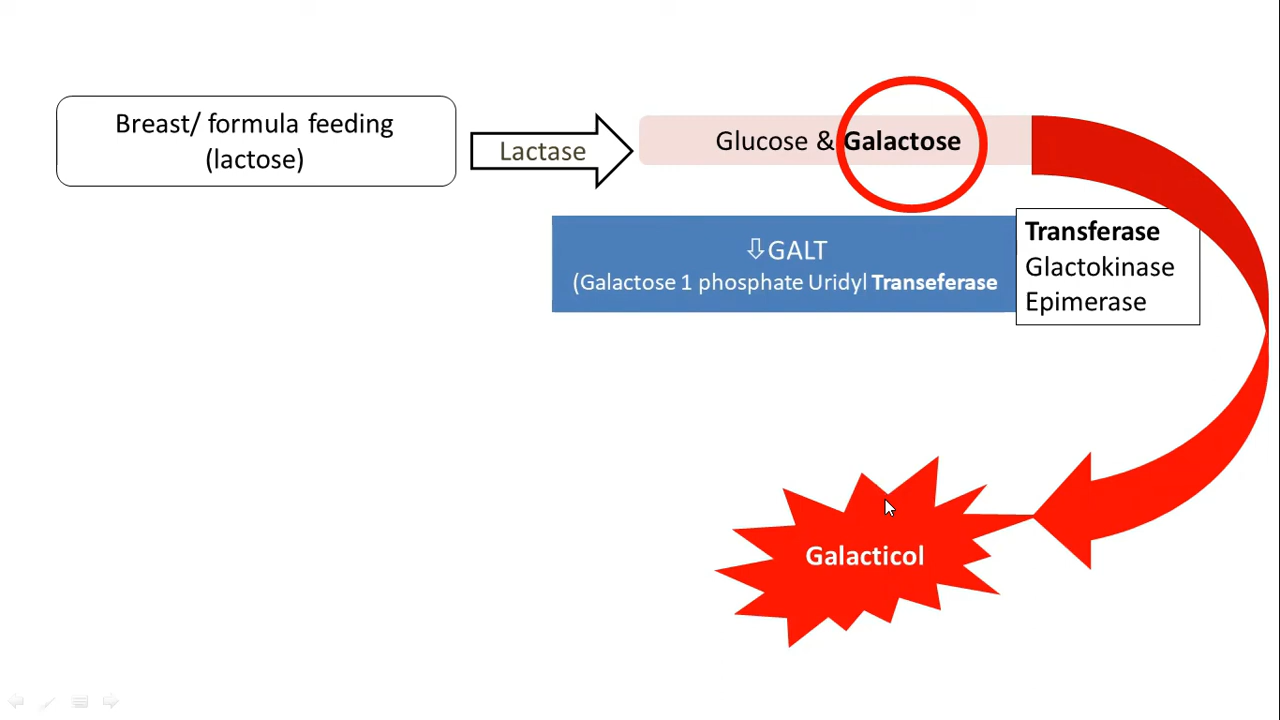 Breast/ formula feeding
(lactose)
Lactase
Glucose & Galactose
⇩GALT
(Galactose 1 phosphate Uridyl Transeferase
Transferase
Glactokinase
Epimerase
Galacticol